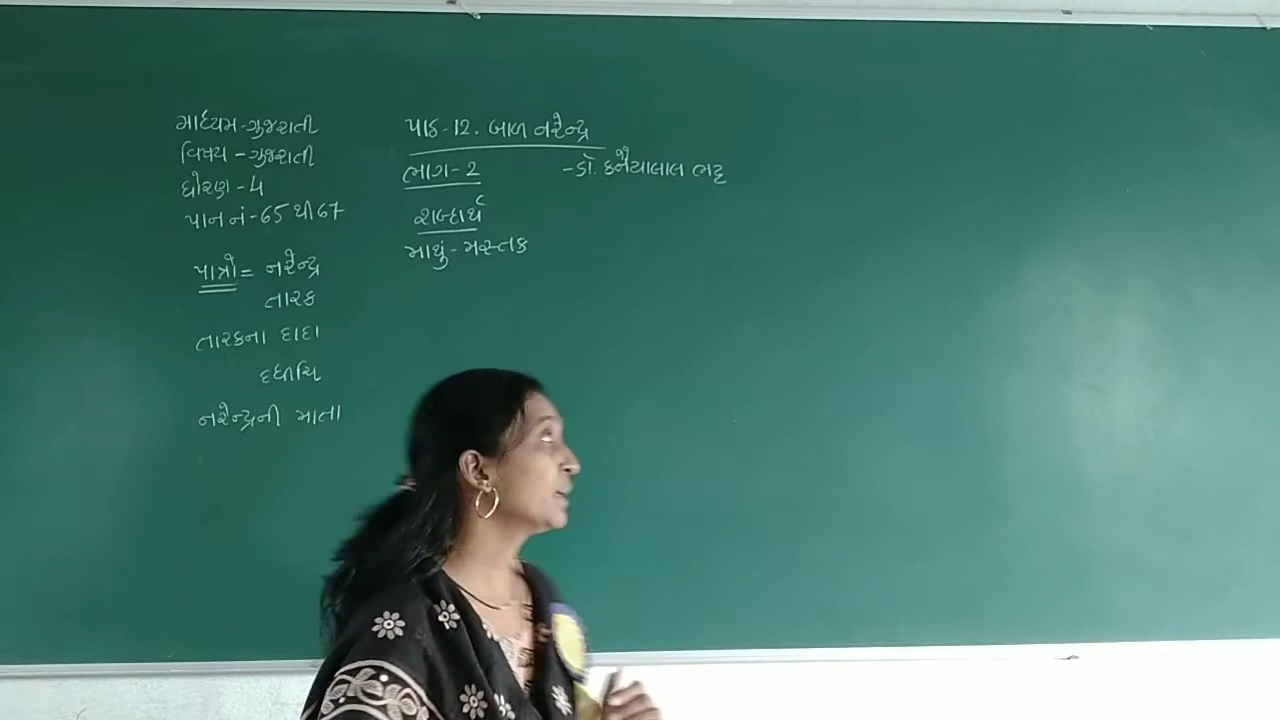 માધ્યમ-ગુજરાતી
વિષય - ગુજરાતી
ધોરણ - 4
પાન નં - 65 થી 67
પાત્રો = નરેન્દ્ર
તારક
તારકના દાદા
દધીચિ
નરેન્દ્રની માતા
પાઠ - 12. બાળ નરેન્દ્ર
ભાગ - 2
- ડૉ. કનૈયાલાલ ભટ્ટ
શબ્દાર્થ
માથું - મસ્તક